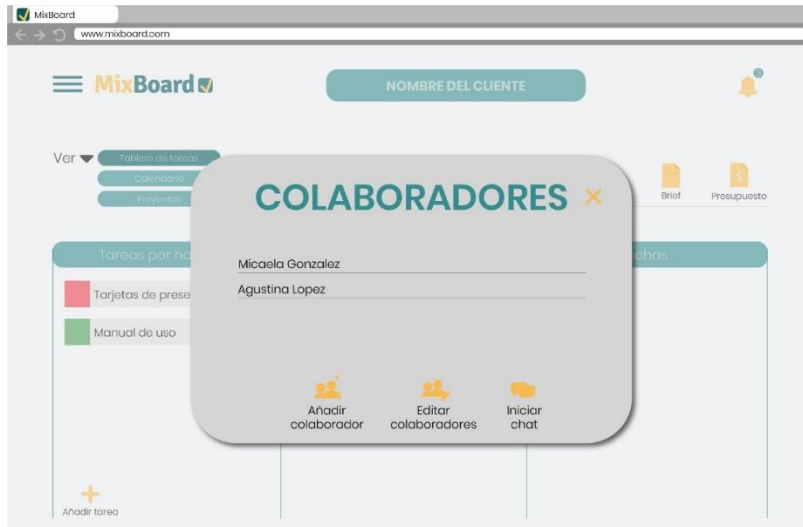 MixBoard
www.mixboard.com
MixBoard
NOMBRE DEL CLIENTE
Ver
Tablero de tareas
Calendario
Proyectos
Brief
Presupuesto
COLABORADORES
Tareas por ha
chas
Micaela Gonzalez
Agustina Lopez
Tarjetas de prese
Manual de uso
Añadir
colaborador
Editar
colaboradores
Iniciar
chat
Añadir tarea